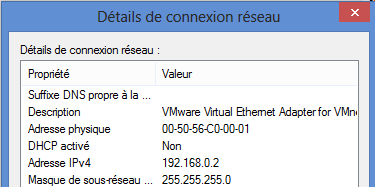 Détails de connexion réseau
Détails de connexion réseau :
Propriété Valeur
Suffixe DNS propre à la ...
Description VMware Virtual Ethernet Adapter for VMne
Adresse physique 00-50-56-C0-00-01
DHCP activé Non
Adresse IPv4 192.168.0.2
Masque de sous-réseau ... 255.255.255.0